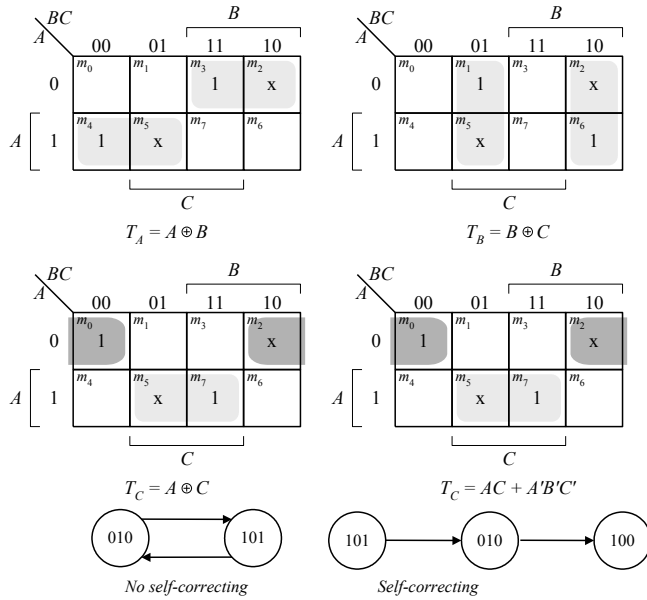 BC B BC B
A 00 01 11 10 A 00 01 11 10
0 m0 m1 m3 1 m2 x 0 m0 m1 1 m3 m2 x
A 1 m4 1 m5 x m7 m6 A 1 m4 m5 x m7 m6 1
C C
T_A = A ⊕ B T_B = B ⊕ C
BC B BC B
A 00 01 11 10 A 00 01 11 10
0 m0 1 m1 m3 m2 x 0 m0 1 m1 m3 m2 x
A 1 m4 m5 x m7 1 m6 A 1 m4 m5 x m7 1 m6
C C
T_C = A ⊕ C T_C = AC + A'B'C'
010 101 101 010 100
No self-correcting Self-correcting